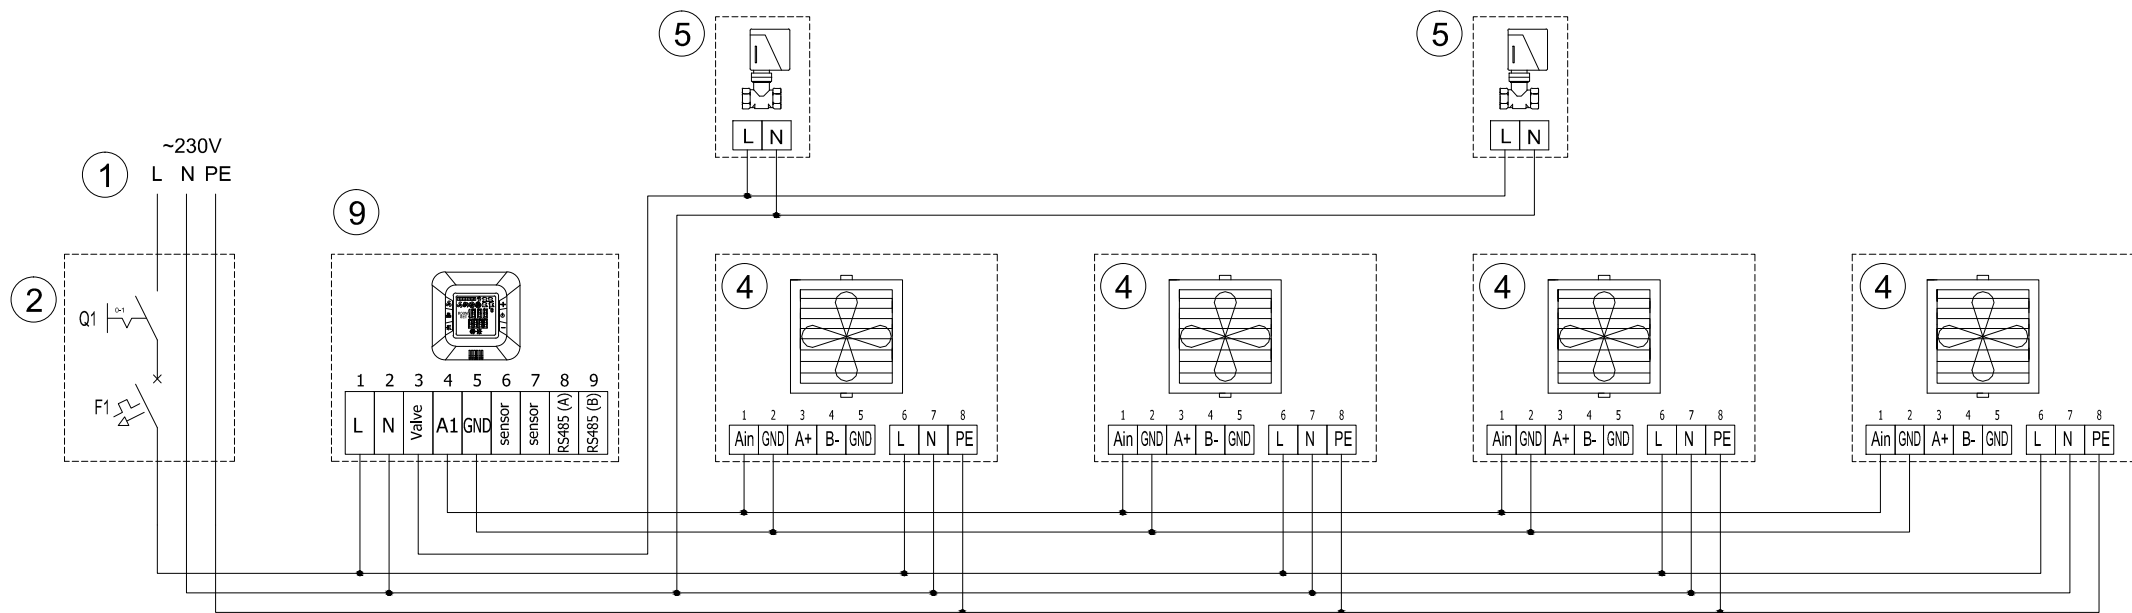 5
5
L N
L N
~230V
1
L N PE
9
2
Q1
0-1
F1
1 2 3 4 5 6 7 8 9
L N Valve A1 GND sensor sensor RS485 (A) RS485 (B)
4
1 2 3 4 5 6 7 8
Ain GND A+ B- GND L N PE
4
1 2 3 4 5 6 7 8
Ain GND A+ B- GND L N PE
4
1 2 3 4 5 6 7 8
Ain GND A+ B- GND L N PE
4
1 2 3 4 5 6 7 8
Ain GND A+ B- GND L N PE